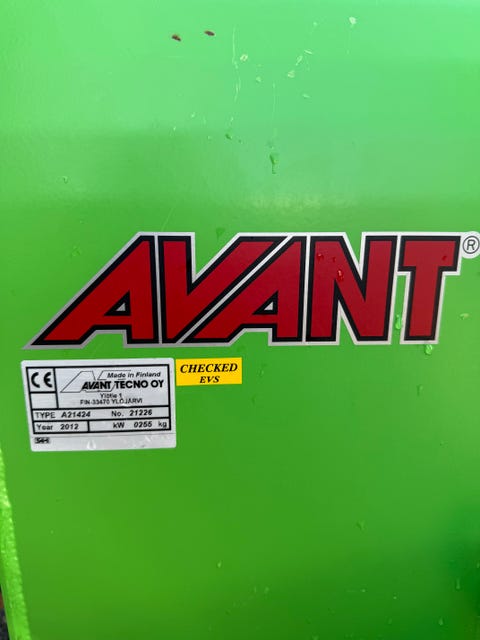 AVANT®
CE
Made in Finland
AVANT TECNO OY
Ylötie 1
FIN-33470 YLÖJÄRVI
TYPE A21424 No. 21226
Year 2012 kW 0255 kg
CHECKED
EVS